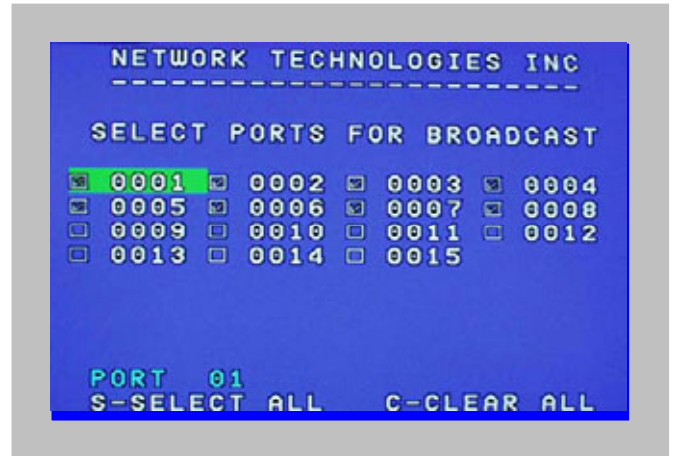 NETWORK TECHNOLOGIES INC
------------------------
SELECT PORTS FOR BROADCAST
0001 0002 0003 0004
0005 0006 0007 0008
0009 0010 0011 0012
0013 0014 0015
PORT 01
S-SELECT ALL C-CLEAR ALL